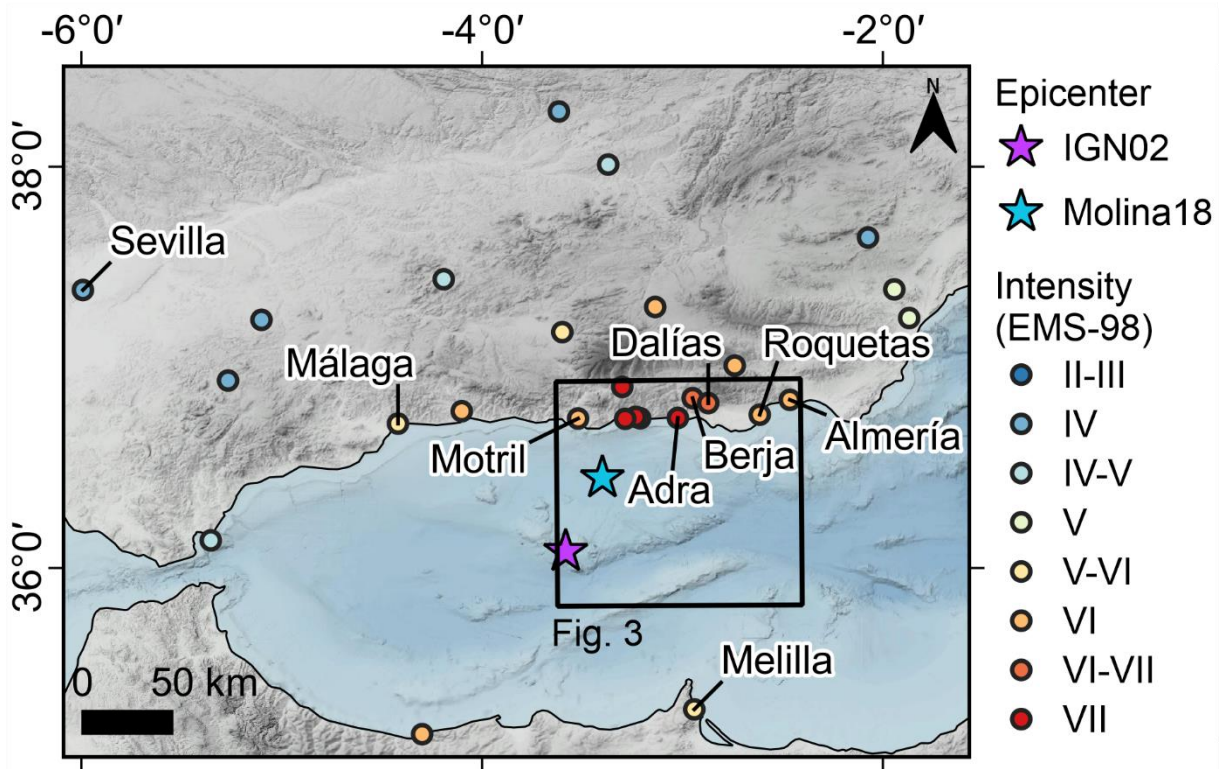 -6°0′
-4°0′
-2°0′
N
Epicenter
IGN02
Molina18
38°0′
Sevilla
Intensity
(EMS-98)
Málaga
Dalías
Roquetas
II-III
IV
Motril
Adra
Berja
Almería
IV-V
V
36°0′
V-VI
Fig. 3
VI
Melilla
VI-VII
0 50 km
VII